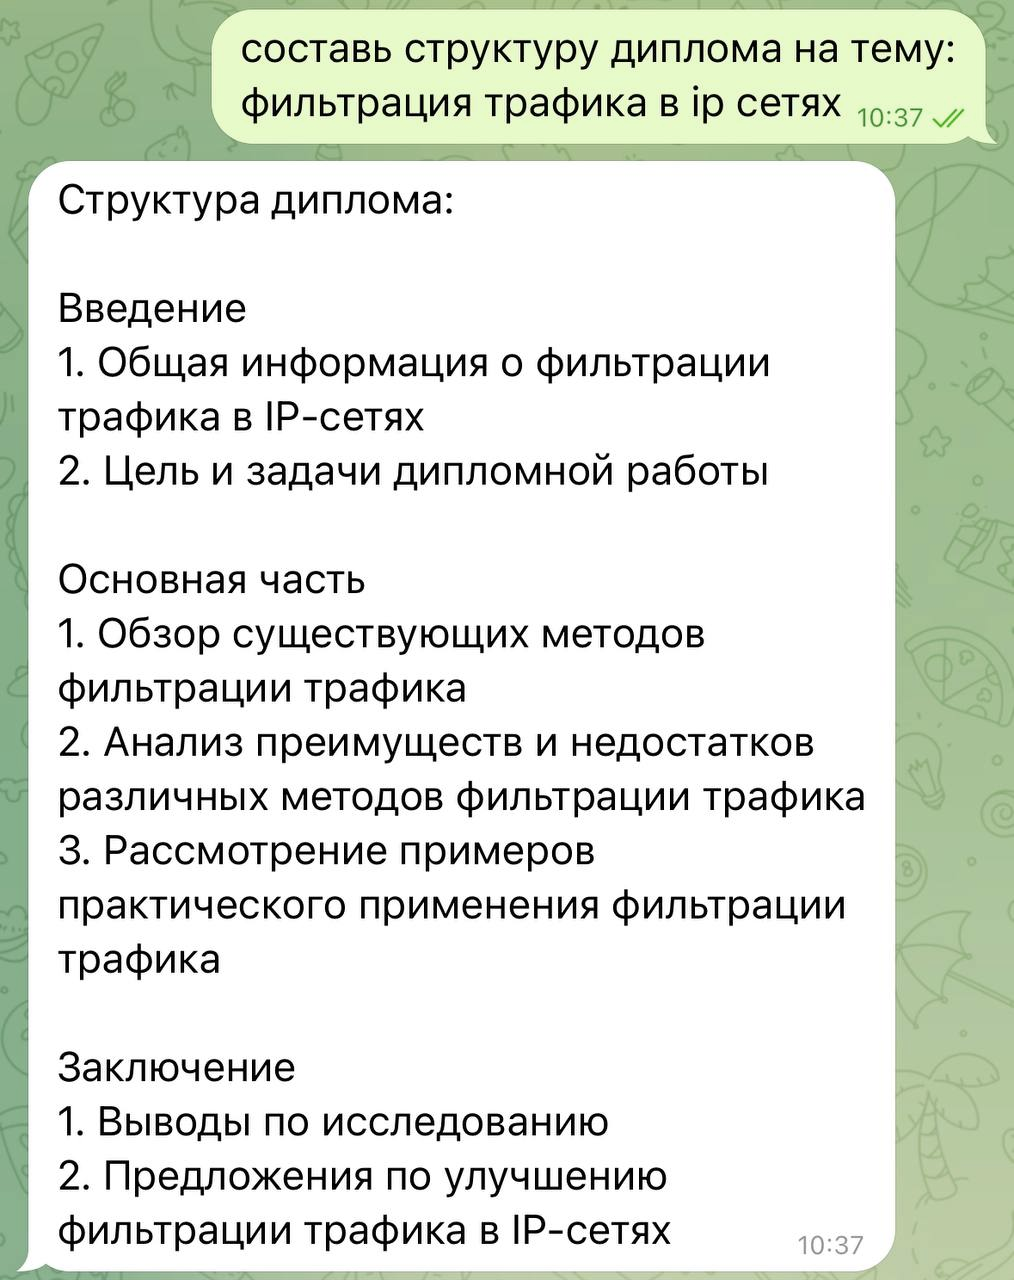 составь структуру диплома на тему:
фильтрация трафика в ip сетях 10:37
Структура диплома:
Введение
1. Общая информация о фильтрации
трафика в IP-сетях
2. Цель и задачи дипломной работы
Основная часть
1. Обзор существующих методов
фильтрации трафика
2. Анализ преимуществ и недостатков
различных методов фильтрации трафика
3. Рассмотрение примеров
практического применения фильтрации
трафика
Заключение
1. Выводы по исследованию
2. Предложения по улучшению
фильтрации трафика в IP-сетях
10:37